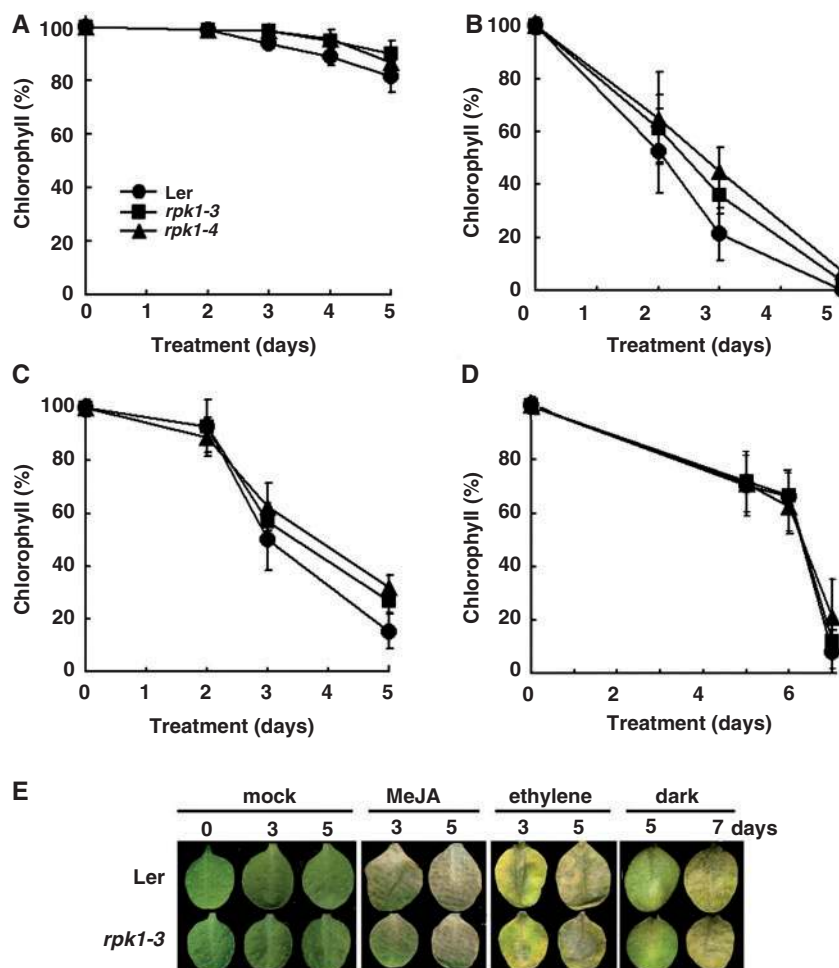 A
B
Chlorophyll (%)
100
80
60
40
20
0
Ler
rpk1-3
rpk1-4
0 1 2 3 4 5
Treatment (days)
Chlorophyll (%)
100
80
60
40
20
0
0 1 2 3 4 5
Treatment (days)
C
D
Chlorophyll (%)
100
80
60
40
20
0
0 1 2 3 4 5
Treatment (days)
Chlorophyll (%)
100
80
60
40
20
0
0 2 4 6
Treatment (days)
E
mock MeJA ethylene dark
0 3 5 3 5 3 5 5 7 days
Ler
rpk1-3